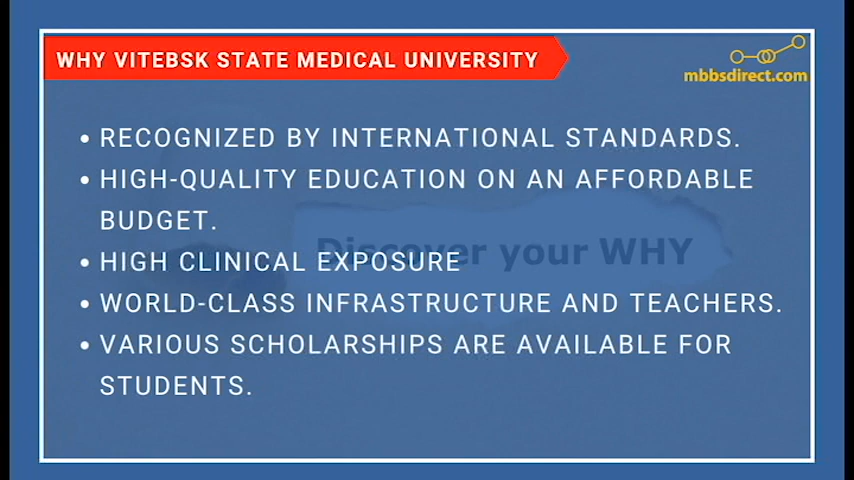 WHY VITEBSK STATE MEDICAL UNIVERSITY
mbbsdirect.com
• RECOGNIZED BY INTERNATIONAL STANDARDS.
• HIGH-QUALITY EDUCATION ON AN AFFORDABLE
BUDGET.
Discover your WHY
• HIGH CLINICAL EXPOSURE
• WORLD-CLASS INFRASTRUCTURE AND TEACHERS.
• VARIOUS SCHOLARSHIPS ARE AVAILABLE FOR
STUDENTS.